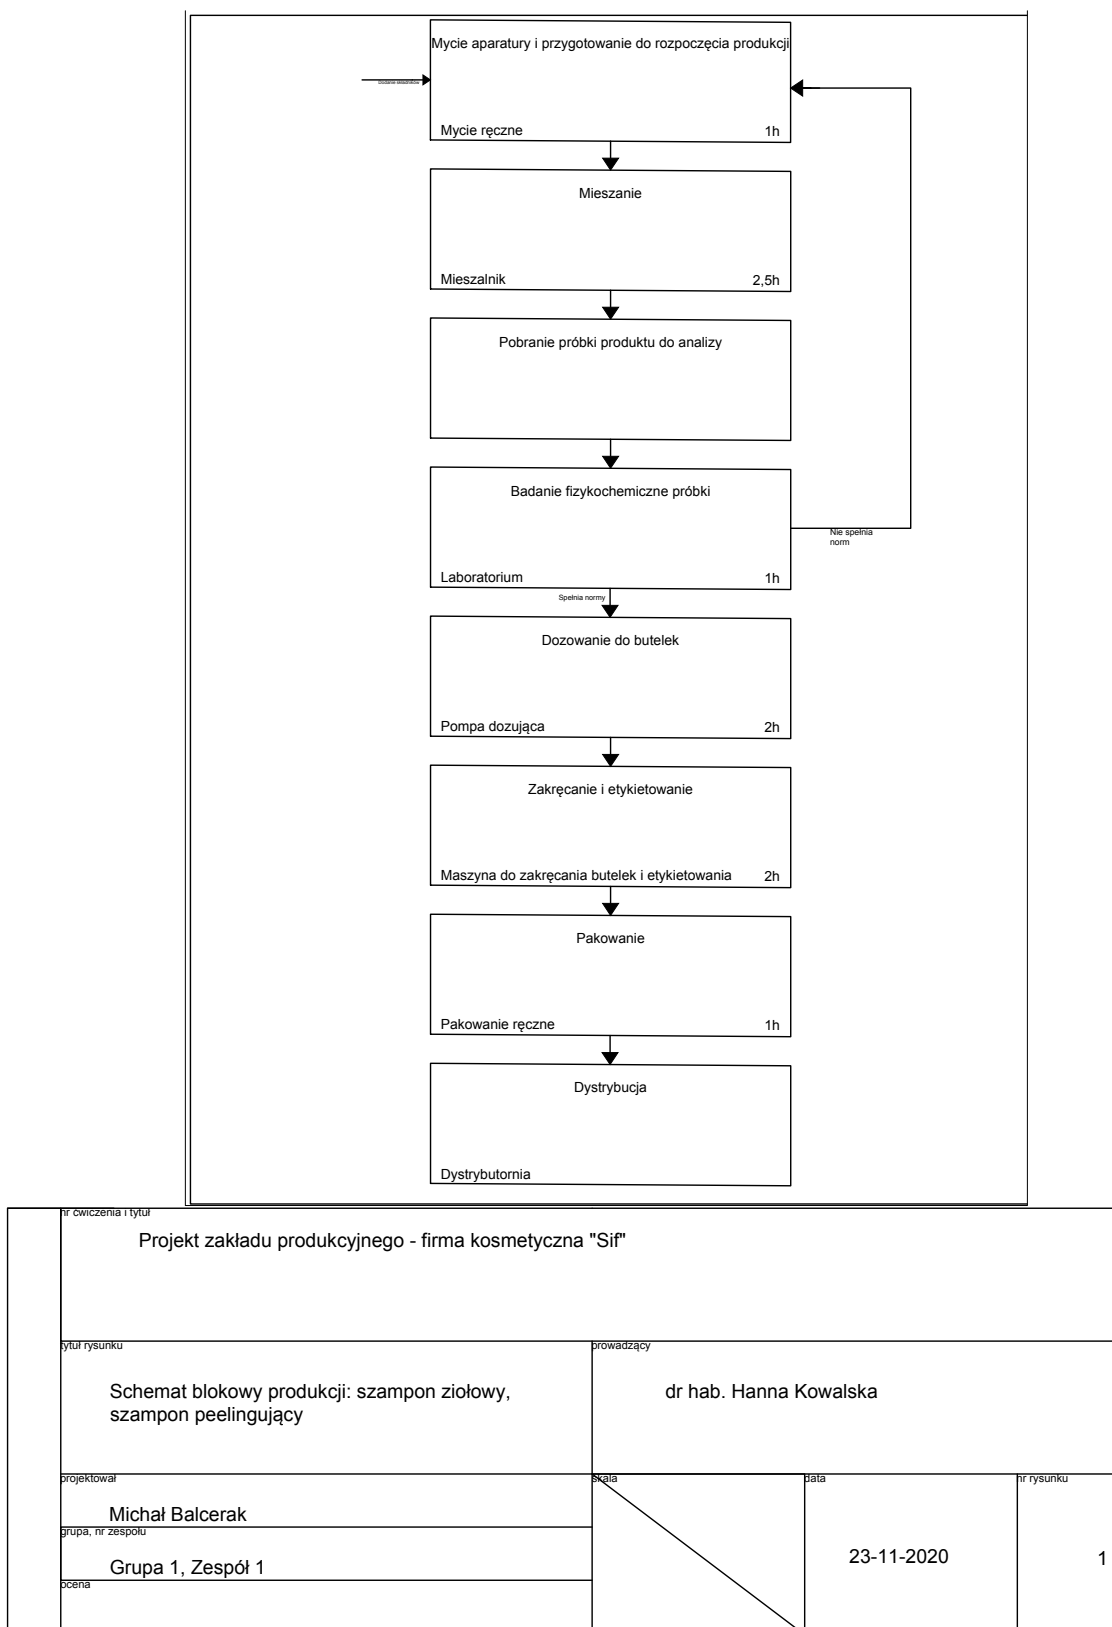 Mycie aparatury i przygotowanie do rozpoczęcia produkcji
Dodanie składników
Mycie ręczne 1h
Mieszanie
Mieszalnik 2,5h
Pobranie próbki produktu do analizy
Badanie fizykochemiczne próbki
Nie spełnia
norm
Laboratorium 1h
Spełnia normy
Dozowanie do butelek
Pompa dozująca 2h
Zakręcanie i etykietowanie
Maszyna do zakręcania butelek i etykietowania 2h
Pakowanie
Pakowanie ręczne 1h
Dystrybucja
Dystrybutornia
nr ćwiczenia i tytuł
Projekt zakładu produkcyjnego - firma kosmetyczna "Sif"
tytuł rysunku
Schemat blokowy produkcji: szampon ziołowy,
szampon peelingujący
prowadzący
dr hab. Hanna Kowalska
projektował
Michał Balcerak
grupa, nr zespołu
Grupa 1, Zespół 1
ocena
skala
data
23-11-2020
nr rysunku
1